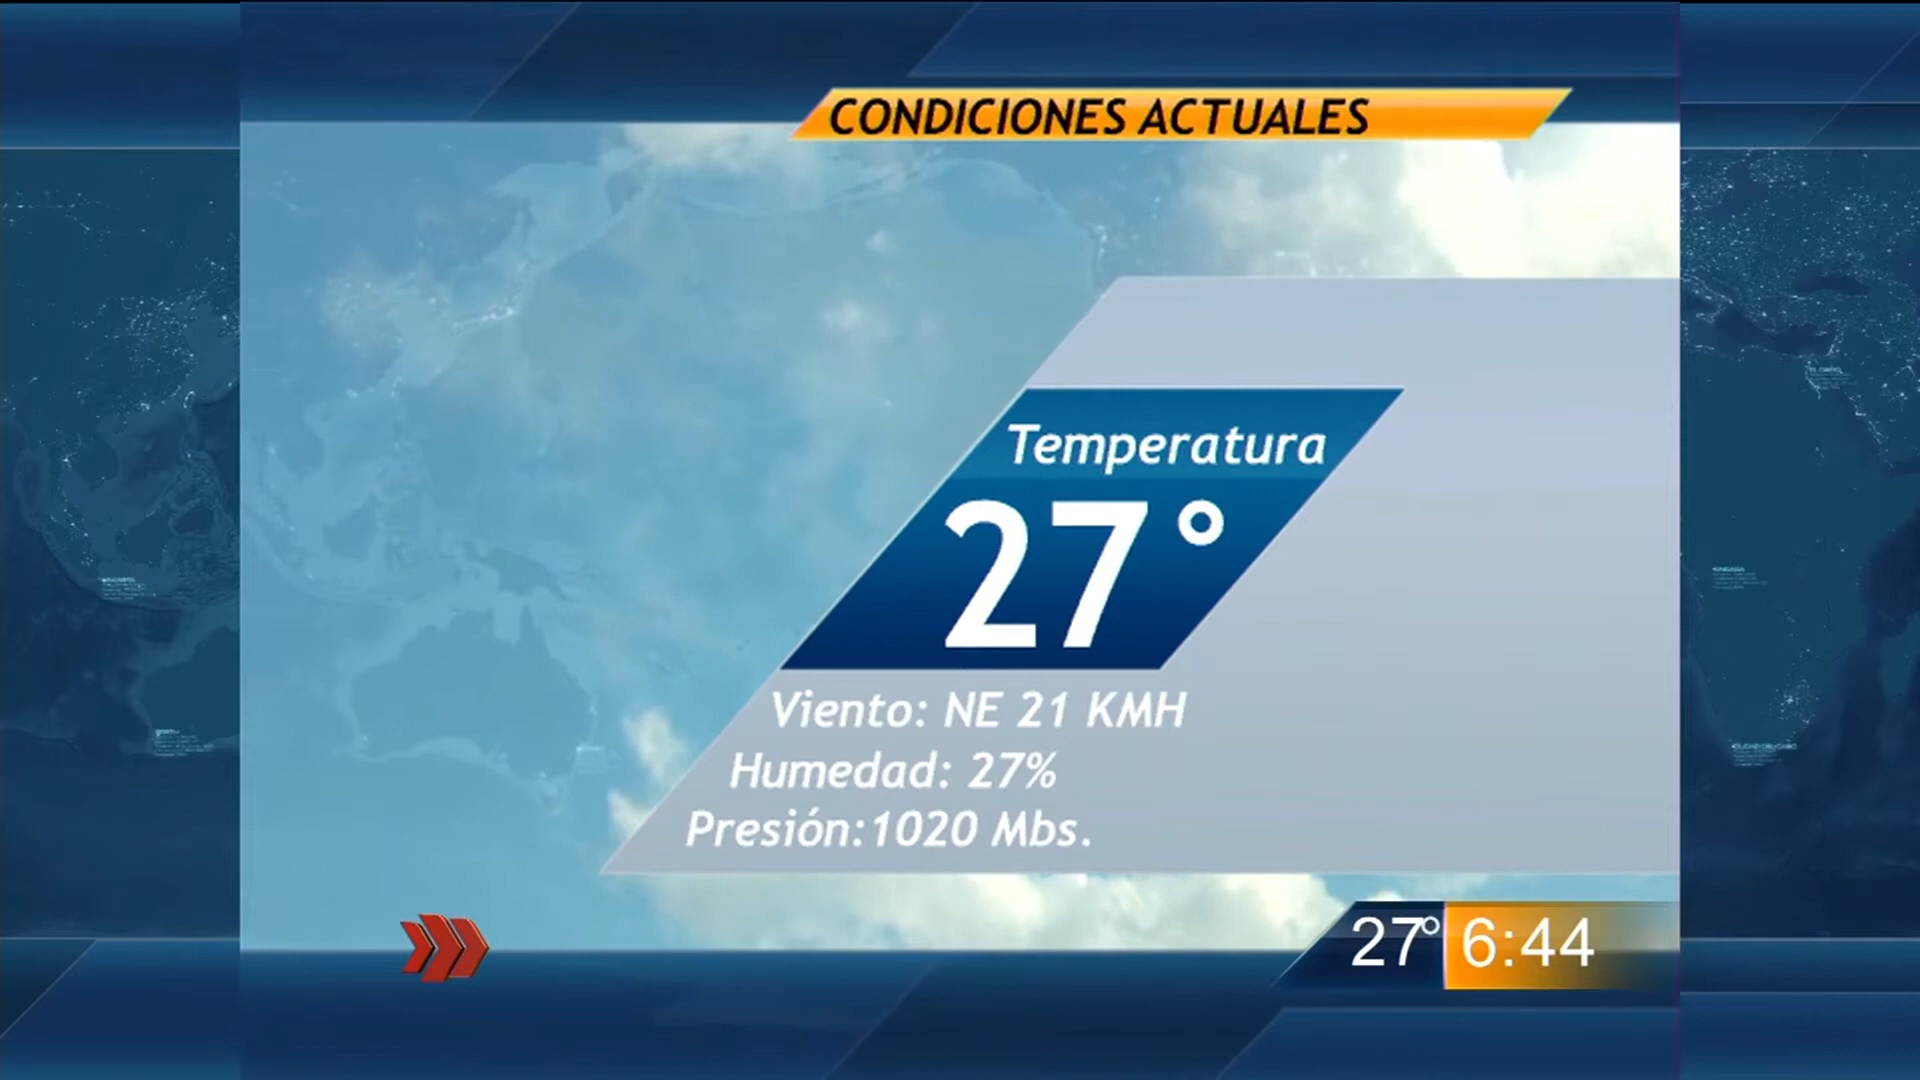 CONDICIONES ACTUALES
Temperatura
27°
Viento: NE 21 KMH
Humedad: 27%
Presión:1020 Mbs.
27° 6:44